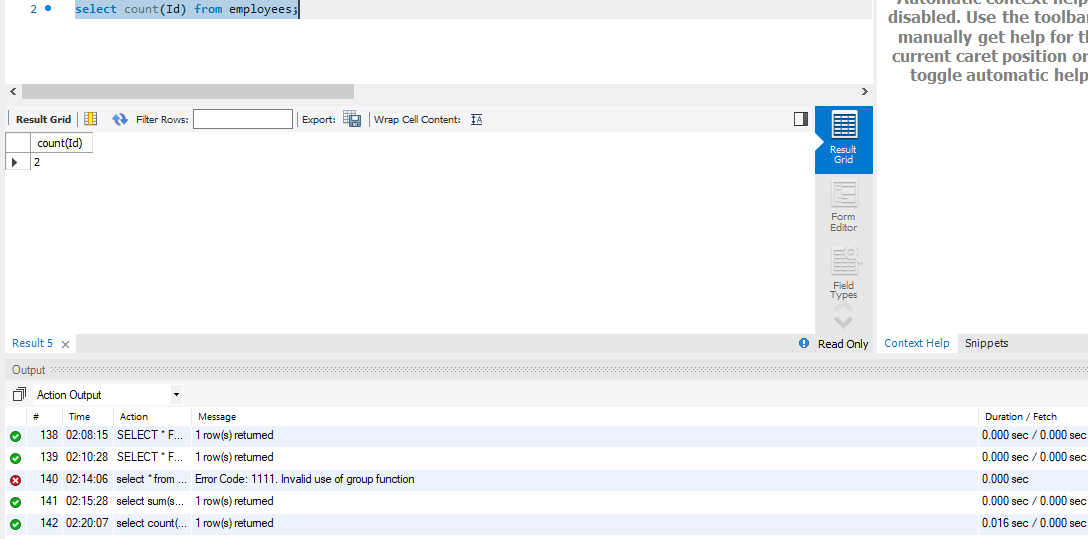 2 select count(Id) from employees;
Automatic context help
disabled. Use the toolbar
manually get help for th
current caret position or
toggle automatic help
Result Grid Filter Rows: Export: Wrap Cell Content:
count(Id)
2
Result
Grid
Form
Editor
Field
Types
Result 5 Read Only Context Help Snippets
Output
Action Output
# Time Action Message Duration / Fetch
138 02:08:15 SELECT * F... 1 row(s) returned 0.000 sec / 0.000 sec
139 02:10:28 SELECT * F... 1 row(s) returned 0.000 sec / 0.000 sec
140 02:14:06 select * from ... Error Code: 1111. Invalid use of group function 0.000 sec
141 02:15:28 select sum(s... 1 row(s) returned 0.000 sec / 0.000 sec
142 02:20:07 select count(... 1 row(s) returned 0.016 sec / 0.000 sec